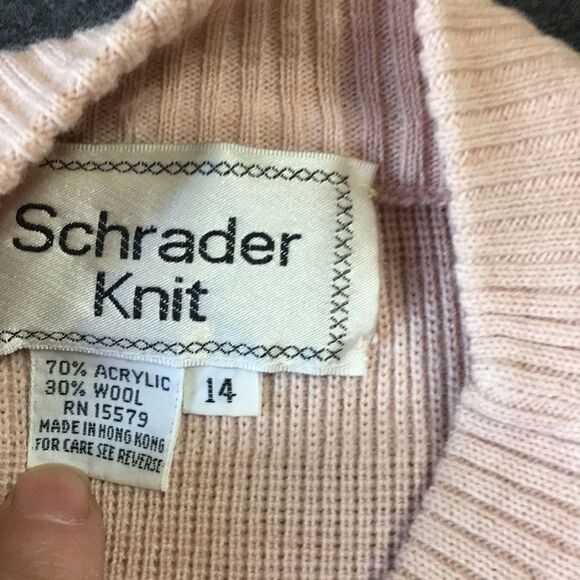 Schrader
Knit
70% ACRYLIC
30% WOOL
RN 15579
MADE IN HONG KONG
FOR CARE SEE REVERSE
14